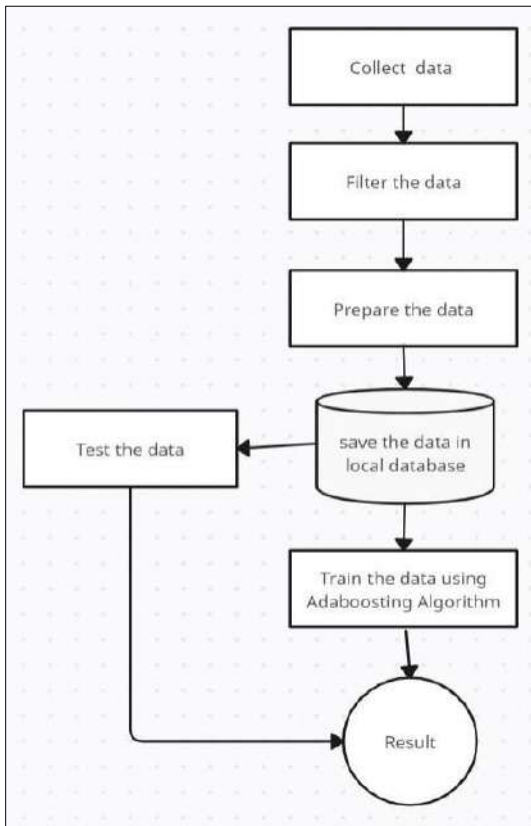 Collect data
Filter the data
Prepare the data
save the data in
local database
Test the data
Train the data using
Adaboosting Algorithm
Result